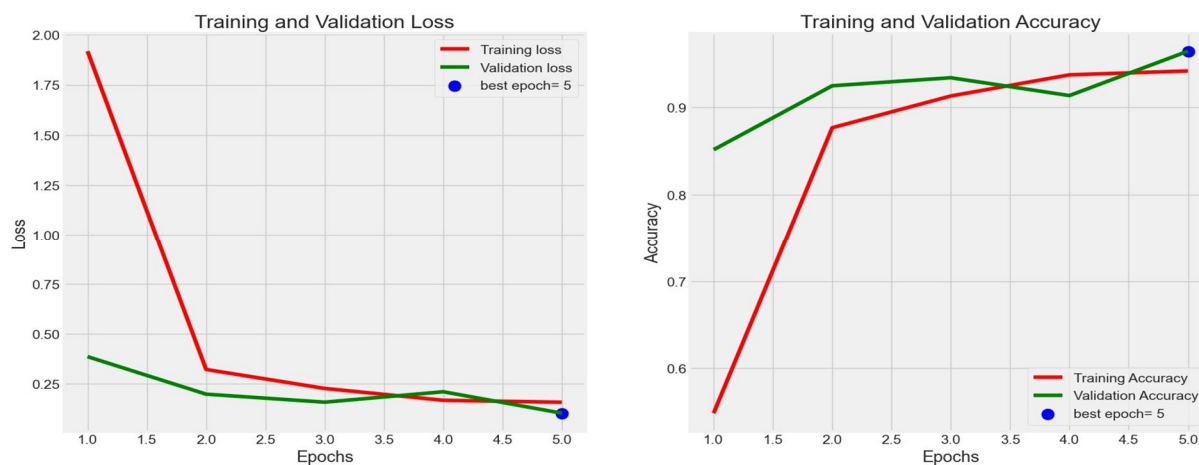 Training and Validation Loss
2.00
1.75
1.50
1.25
1.00
0.75
0.50
0.25
Loss
Training loss
Validation loss
best epoch= 5
1.0 1.5 2.0 2.5 3.0 3.5 4.0 4.5 5.0
Epochs
Training and Validation Accuracy
0.9
0.8
0.7
0.6
Accuracy
Training Accuracy
Validation Accuracy
best epoch= 5
1.0 1.5 2.0 2.5 3.0 3.5 4.0 4.5 5.0
Epochs